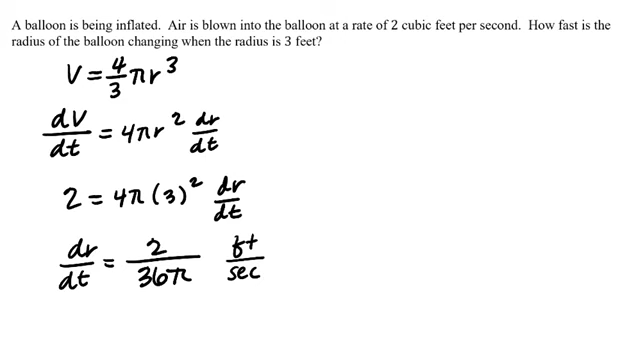 A balloon is being inflated.  Air is blown into the balloon at a rate of 2 cubic feet per second.  How fast is the
radius of the balloon changing when the radius is 3 feet?
V = 4/3 πr³
dV/dt = 4πr² dr/dt
2 = 4π(3)² dr/dt
dr/dt = 2/36π ft/sec